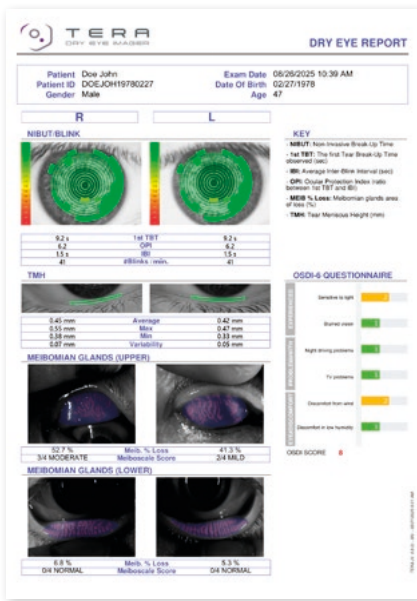 TERA
DRY EYE IMAGER
DRY EYE REPORT
Patient Doe John
Patient ID DOEJOH19780227
Gender Male
Exam Date 08/26/2025 10:39 AM
Date Of Birth 02/27/1978
Age 47
R L
NIBUT/BLINK
9.2 s 1st TBT 9.2 s
6.2 OPI 6.2
1.5 s IBI 1.5 s
41 #Blinks / min. 41
TMH
0.45 mm Average 0.42 mm
0.55 mm Max 0.47 mm
0.38 mm Min 0.33 mm
0.07 mm Variability 0.05 mm
MEIBOMIAN GLANDS (UPPER)
52.7 % Meib. % Loss 41.3 %
3/4 MODERATE Meiboscale Score 2/4 MILD
MEIBOMIAN GLANDS (LOWER)
6.8 % Meib. % Loss 5.3 %
0/4 NORMAL Meiboscale Score 0/4 NORMAL
KEY
- NIBUT: Non-Invasive Break-Up Time
- 1st TBT: The first Tear Break-Up Time
observed (sec)
- IBI: Average Inter-Blink Interval (sec)
- OPI: Ocular Protection Index (ratio
between 1st TBT and IBI)
- MEIB % Loss: Meibomian glands area
of loss (%)
- TMH: Tear Meniscus Height (mm)
OSDI-6 QUESTIONNAIRE
Sensitive to light
Blurred vision
Night driving problems
TV problems
Discomfort from wind
Discomfort in low humidity
OSDI SCORE 8